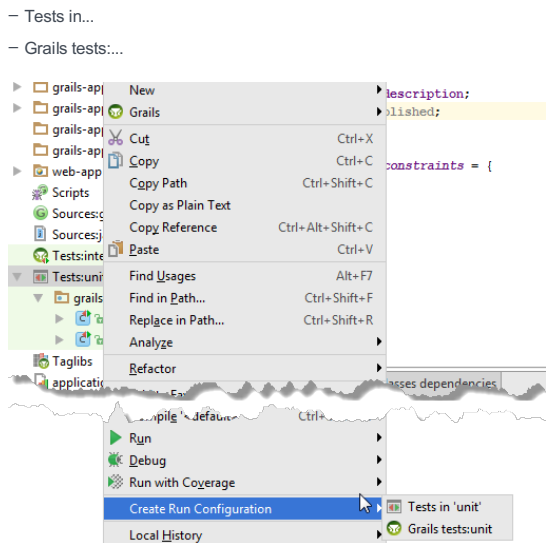 – Tests in...
– Grails tests:...
grails-app
New
description;
grails-app
Grails
blished;
grails-app
Cut Ctrl+X
grails-app
Copy Ctrl+C
constraints = {
web-app
Copy Path Ctrl+Shift+C
Scripts
Copy as Plain Text
Sources:g
Copy Reference Ctrl+Alt+Shift+C
Sources:j
Paste Ctrl+V
Tests:inte
Tests:uni
Find Usages Alt+F7
grails
Find in Path... Ctrl+Shift+F
Replace in Path... Ctrl+Shift+R
Analyze
Taglibs
Refactor
applicatio
asses dependencies
Compile '<default>' Ctrl+
Run
Debug
Run with Coverage
Create Run Configuration
Tests in 'unit'
Grails tests:unit
Local History